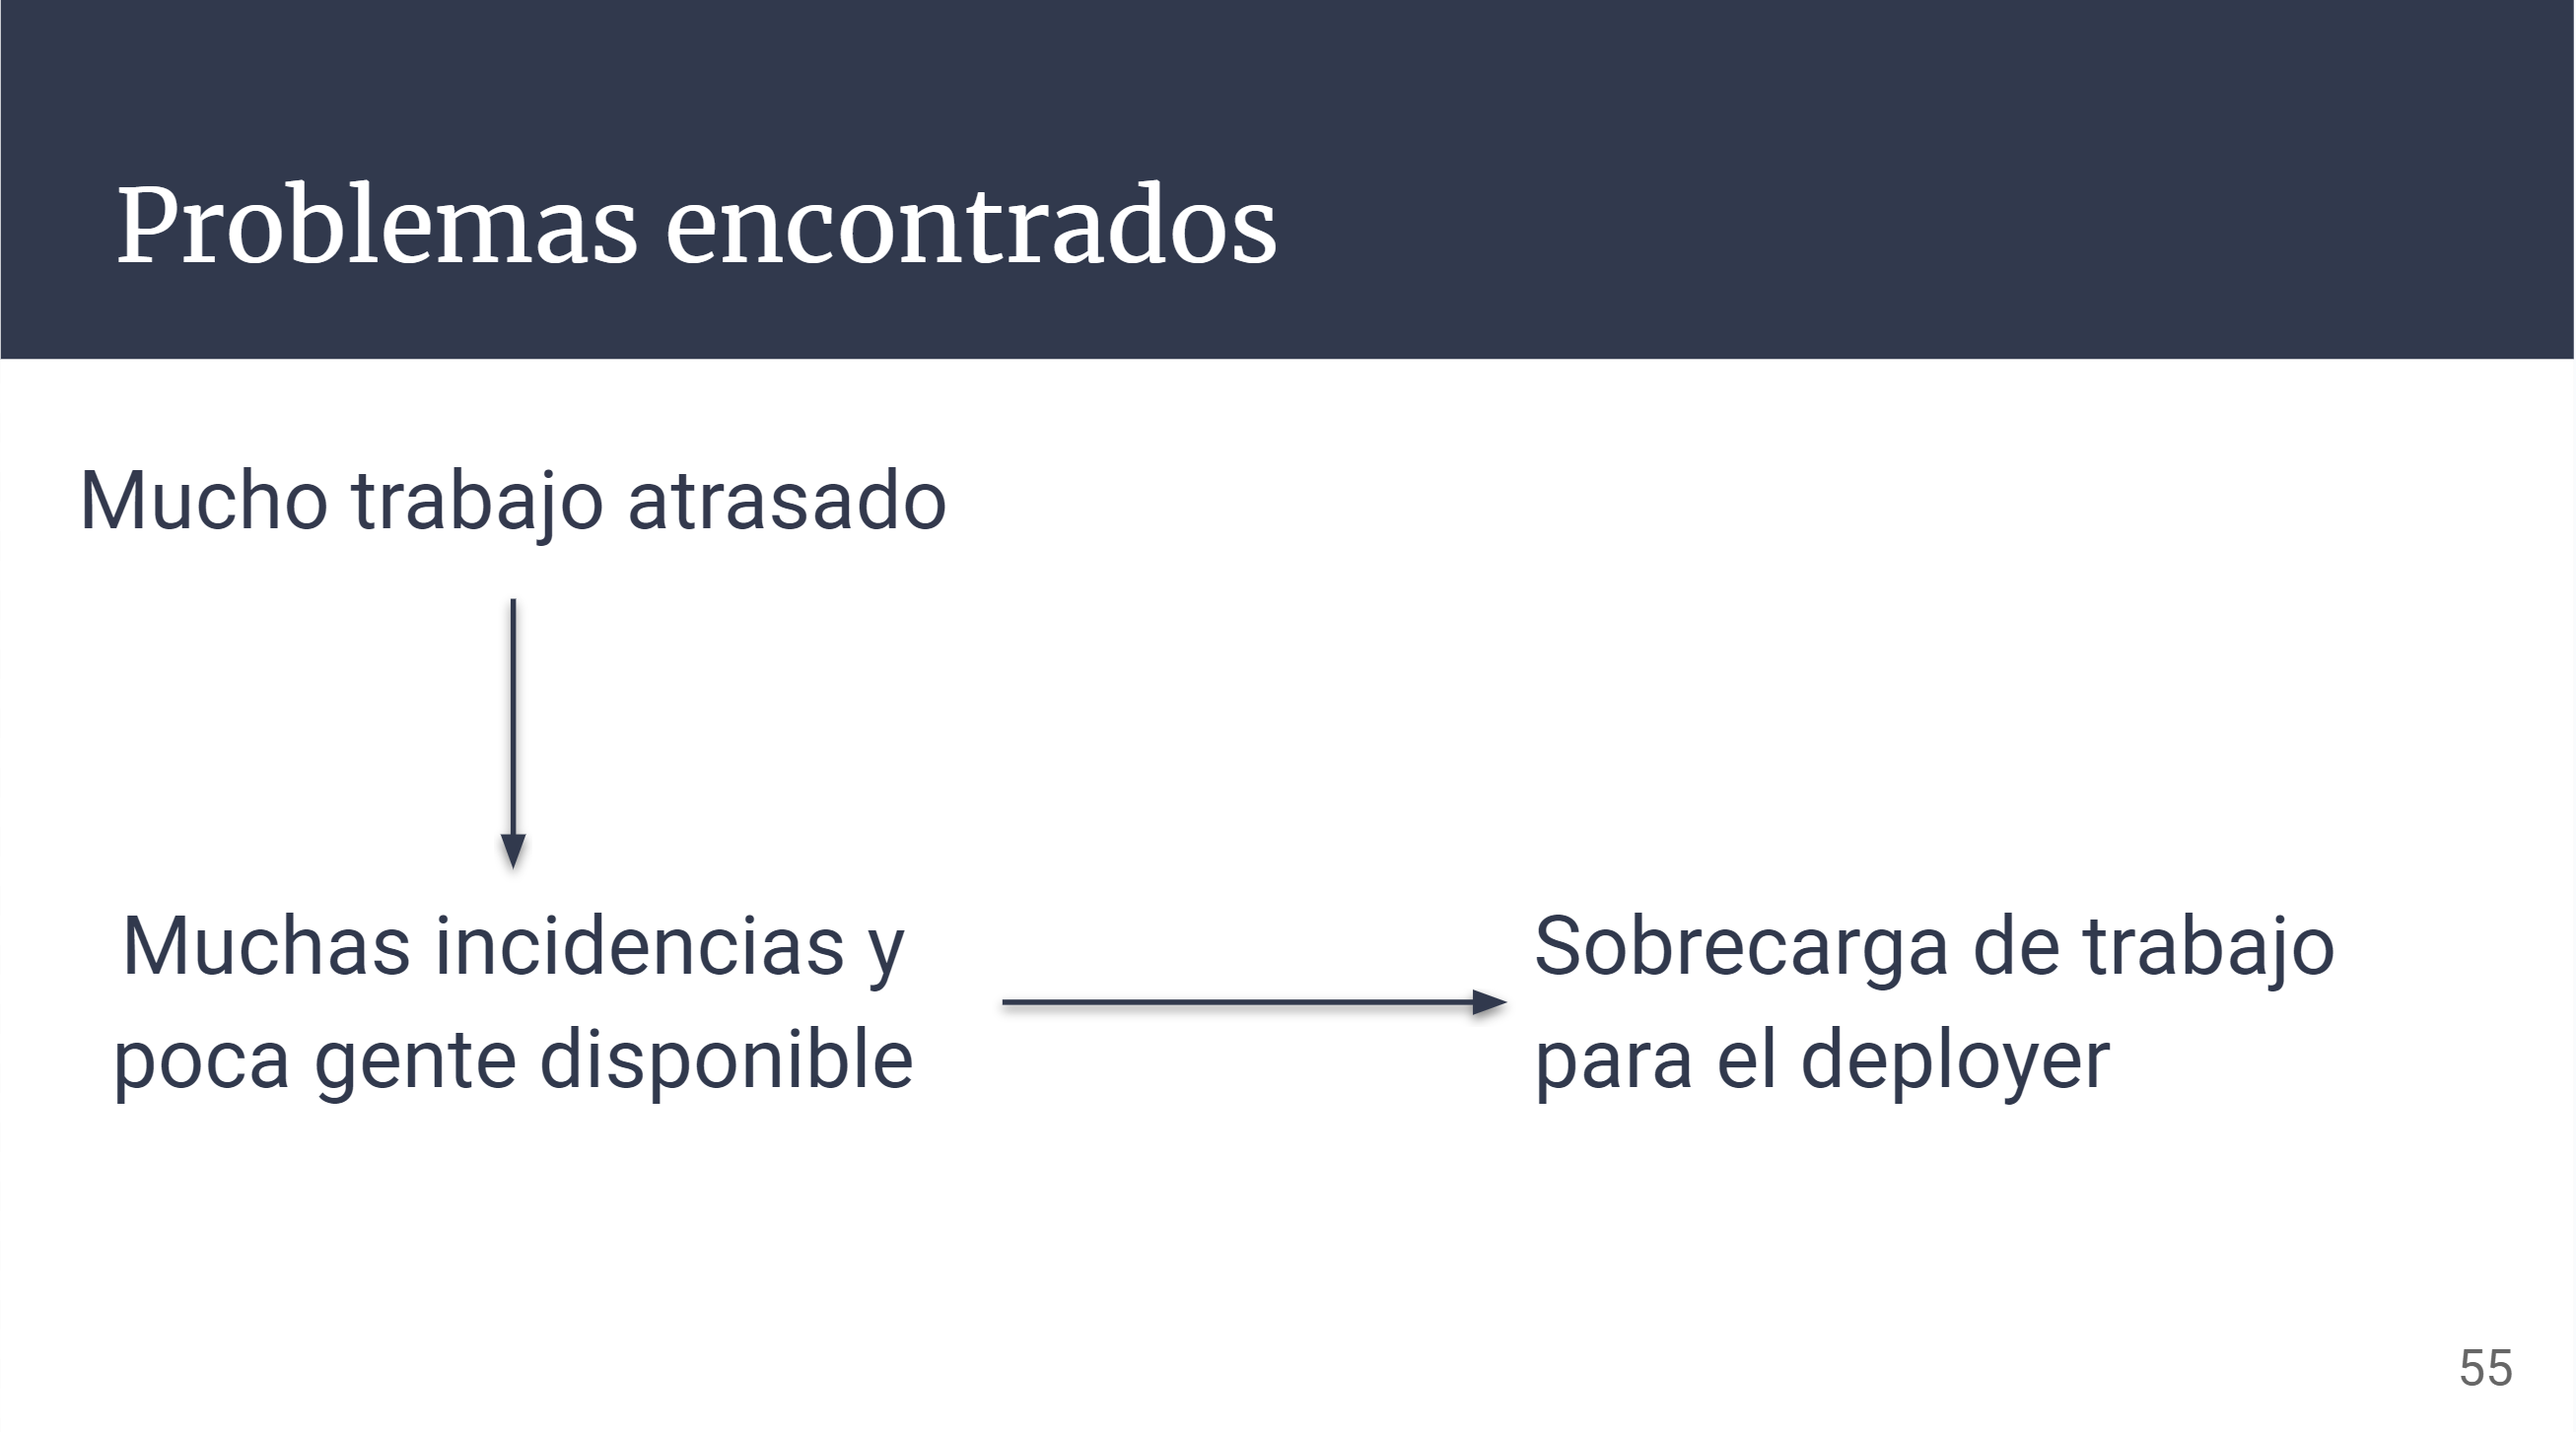 Problemas encontrados
Mucho trabajo atrasado
Muchas incidencias y
poca gente disponible
Sobrecarga de trabajo
para el deployer
55